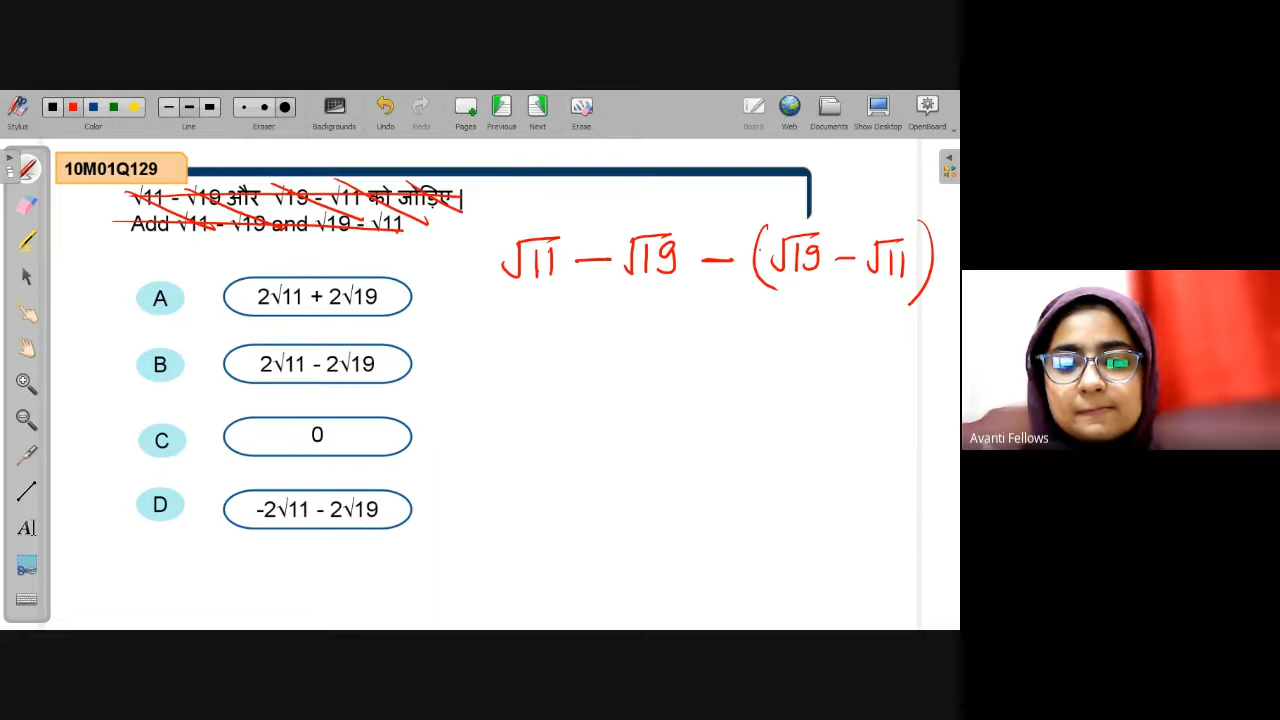 Stylus Color Line Eraser Backgrounds Undo Redo Pages Previous Next Erase Board Web Documents Show Desktop OpenBoard
10M01Q129
√11 - √19 और √19 - √11 को जोड़िए |
Add √11 - √19 and √19 - √11
√11 - √19 - (√19 - √11)
A 2√11 + 2√19
B 2√11 - 2√19
C 0
D -2√11 - 2√19
Avanti Fellows